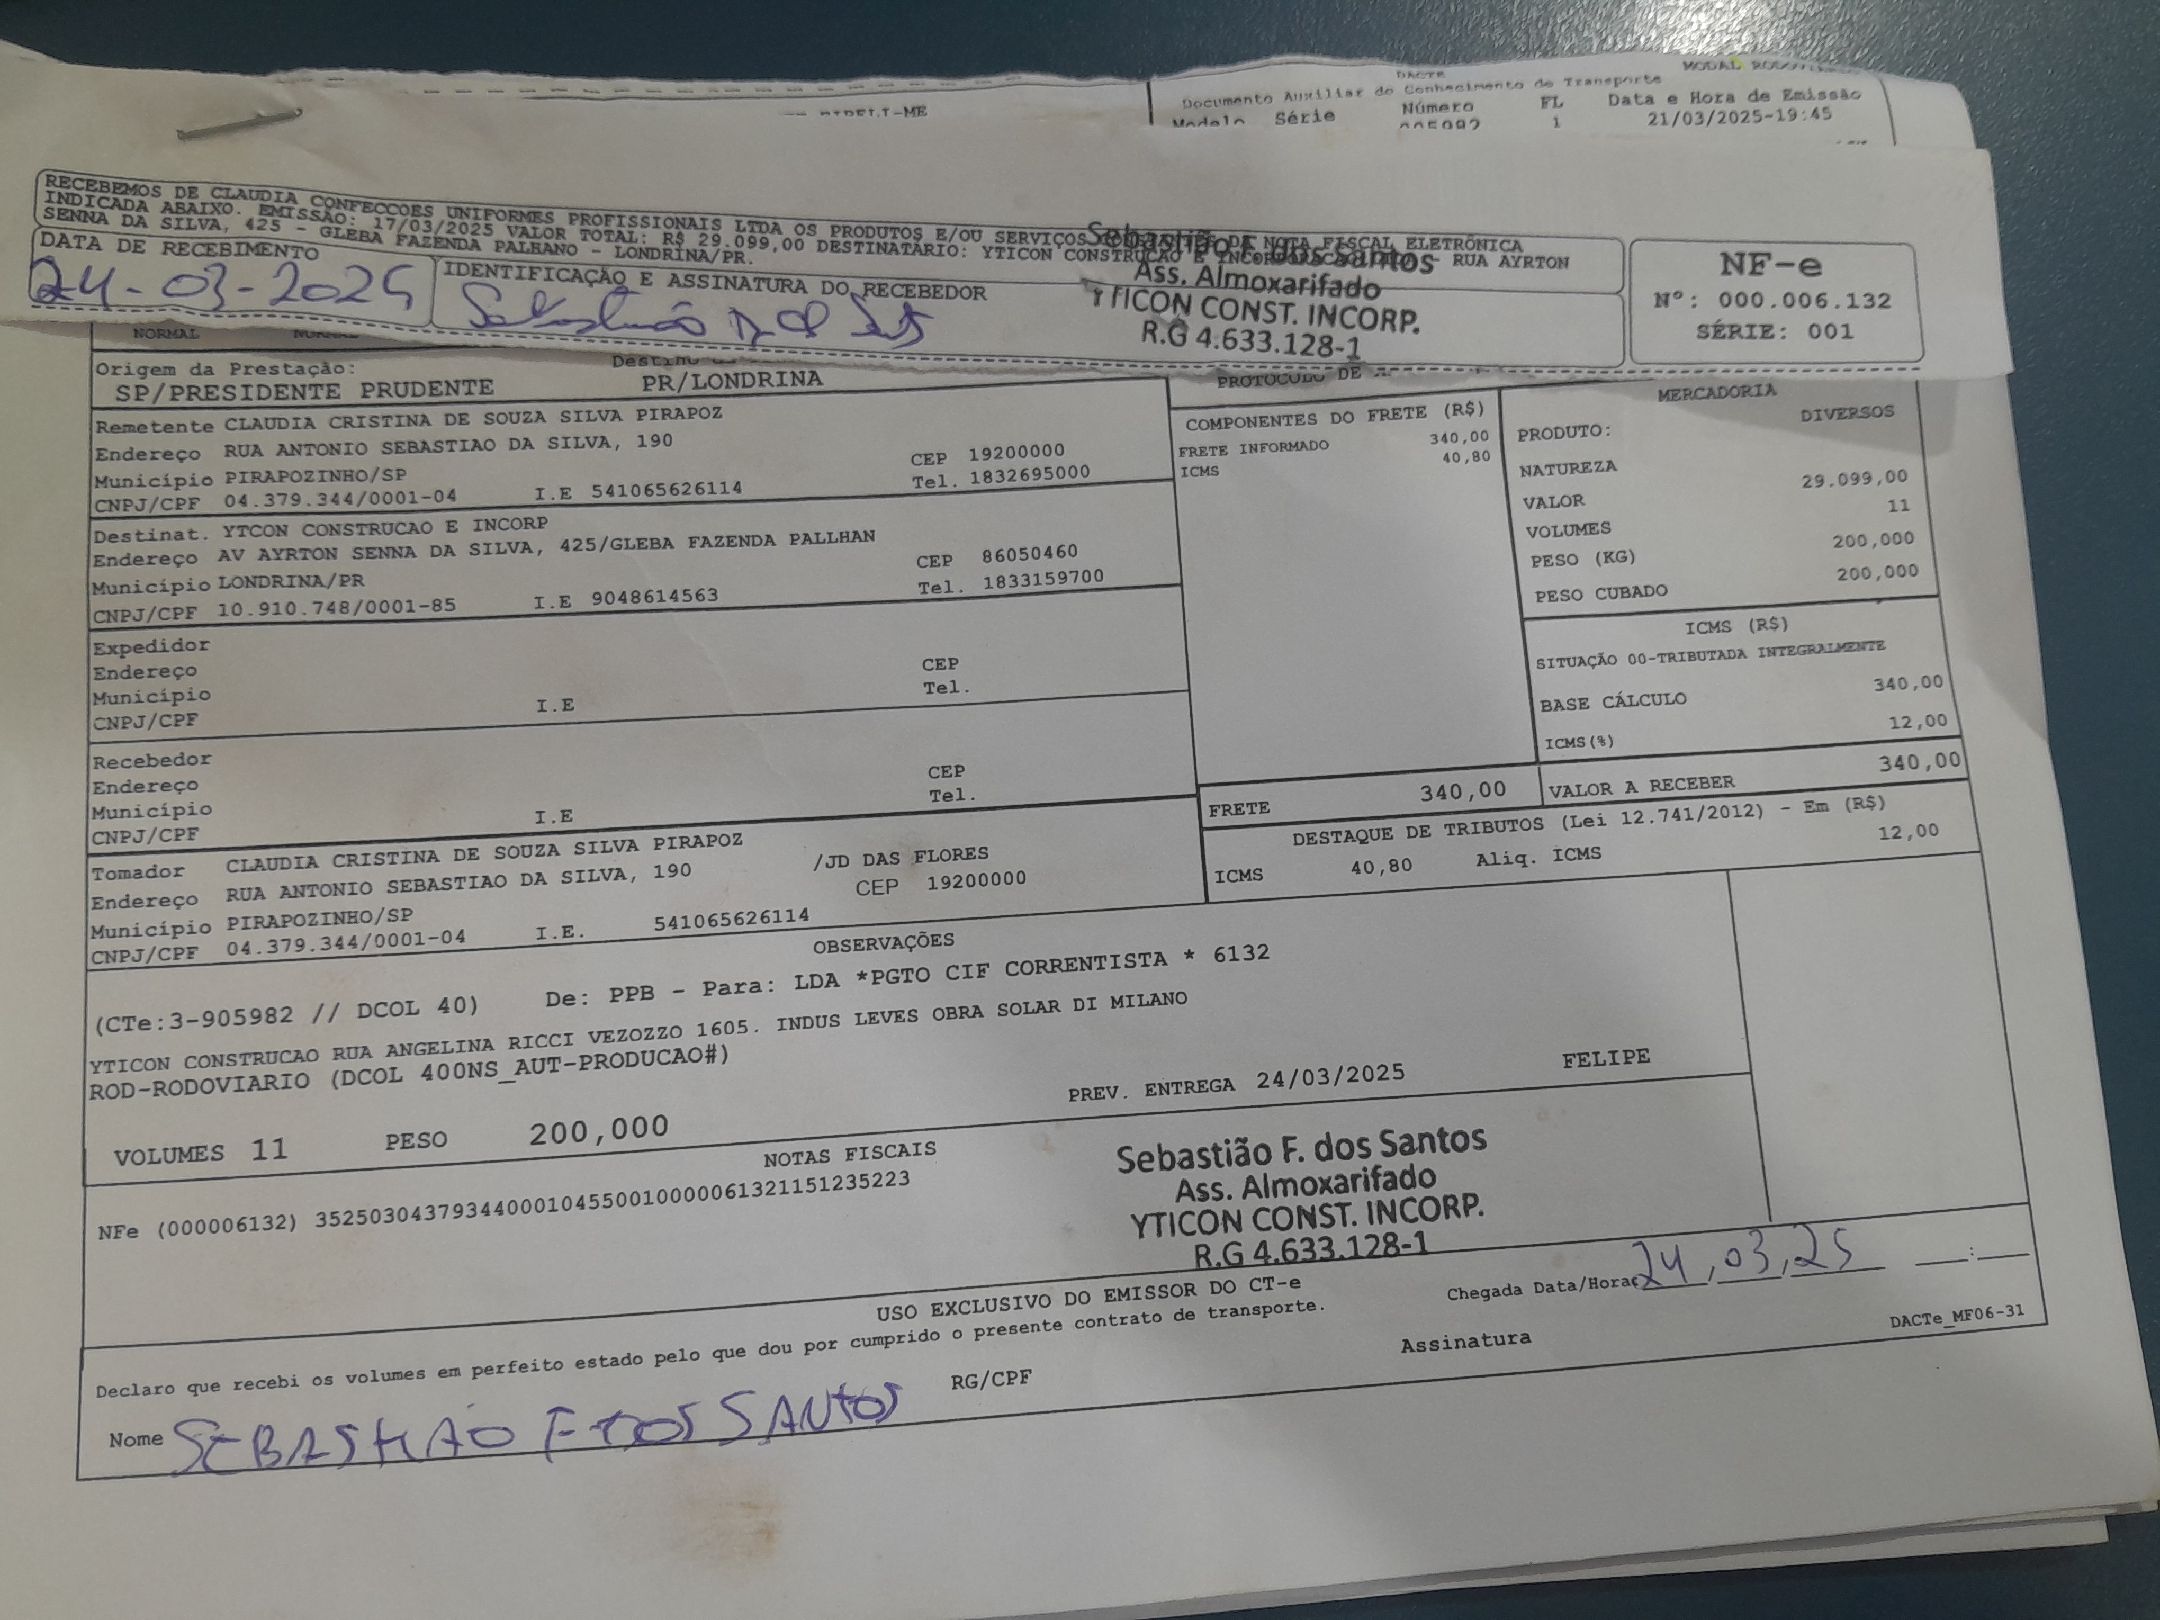 DACTE
MODAL
Documento Auxiliar do Conhecimento de Transporte
Modelo Série Número FL Data e Hora de Emissão
1 21/03/2025-19:45
RECEBEMOS DE CLAUDIA CONFECCOES UNIFORMES PROFISSIONAIS LTDA OS PRODUTOS E/OU SERVIÇOS DA NOTA FISCAL ELETRÔNICA
INDICADA ABAIXO. EMISSÃO: 17/03/2025 VALOR TOTAL: R$ 29.099,00 DESTINATÁRIO: YTICON CONSTRUCAO E - RUA AYRTON
SENNA DA SILVA, 425 - GLEBA FAZENDA PALHANO - LONDRINA/PR.
DATA DE RECEBIMENTO
24-03-2025
IDENTIFICAÇÃO E ASSINATURA DO RECEBEDOR
Sebastião F. dos Santos
Ass. Almoxarifado
YTICON CONST. INCORP.
R.G 4.633.128-1
NF-e
Nº: 000.006.132
SÉRIE: 001
NORMAL
Origem da Prestação:
SP/PRESIDENTE PRUDENTE
PR/LONDRINA
PROTOCOLO DE
Remetente CLAUDIA CRISTINA DE SOUZA SILVA PIRAPOZ
Endereço RUA ANTONIO SEBASTIAO DA SILVA, 190
Município PIRAPOZINHO/SP CEP 19200000
CNPJ/CPF 04.379.344/0001-04 I.E 541065626114 Tel. 1832695000
Destinat. YTCON CONSTRUCAO E INCORP
Endereço AV AYRTON SENNA DA SILVA, 425/GLEBA FAZENDA PALLHAN
Município LONDRINA/PR CEP 86050460
CNPJ/CPF 10.910.748/0001-85 I.E 9048614563 Tel. 1833159700
Expedidor
Endereço
Município CEP
CNPJ/CPF I.E Tel.
Recebedor
Endereço
Município CEP
CNPJ/CPF I.E Tel.
Tomador CLAUDIA CRISTINA DE SOUZA SILVA PIRAPOZ
Endereço RUA ANTONIO SEBASTIAO DA SILVA, 190 /JD DAS FLORES
Município PIRAPOZINHO/SP CEP 19200000
CNPJ/CPF 04.379.344/0001-04 I.E. 541065626114
COMPONENTES DO FRETE (R$)
FRETE INFORMADO 340,00
ICMS 40,80
MERCADORIA
PRODUTO: DIVERSOS
NATUREZA
VALOR 29.099,00
VOLUMES 11
PESO (KG) 200,000
PESO CUBADO 200,000
ICMS (R$)
SITUAÇÃO 00-TRIBUTADA INTEGRALMENTE
BASE CÁLCULO 340,00
ICMS(%) 12,00
FRETE 340,00 VALOR A RECEBER 340,00
DESTAQUE DE TRIBUTOS (Lei 12.741/2012) - Em (R$)
ICMS 40,80 Aliq. ICMS 12,00
OBSERVAÇÕES
(CTe:3-905982 // DCOL 40) De: PPB - Para: LDA *PGTO CIF CORRENTISTA * 6132
YTICON CONSTRUCAO RUA ANGELINA RICCI VEZOZZO 1605. INDUS LEVES OBRA SOLAR DI MILANO
ROD-RODOVIARIO (DCOL 400NS_AUT-PRODUCAO#)
PREV. ENTREGA 24/03/2025 FELIPE
VOLUMES 11 PESO 200,000
NOTAS FISCAIS
NFe (000006132) 35250304379344000104550010000061321151235223
Sebastião F. dos Santos
Ass. Almoxarifado
YTICON CONST. INCORP.
R.G 4.633.128-1
USO EXCLUSIVO DO EMISSOR DO CT-e
Chegada Data/Hora: 24,03,25 :
Declaro que recebi os volumes em perfeito estado pelo que dou por cumprido o presente contrato de transporte.
DACTe_MF06-31
Nome SEBASTIÃO F DOS SANTOS RG/CPF Assinatura